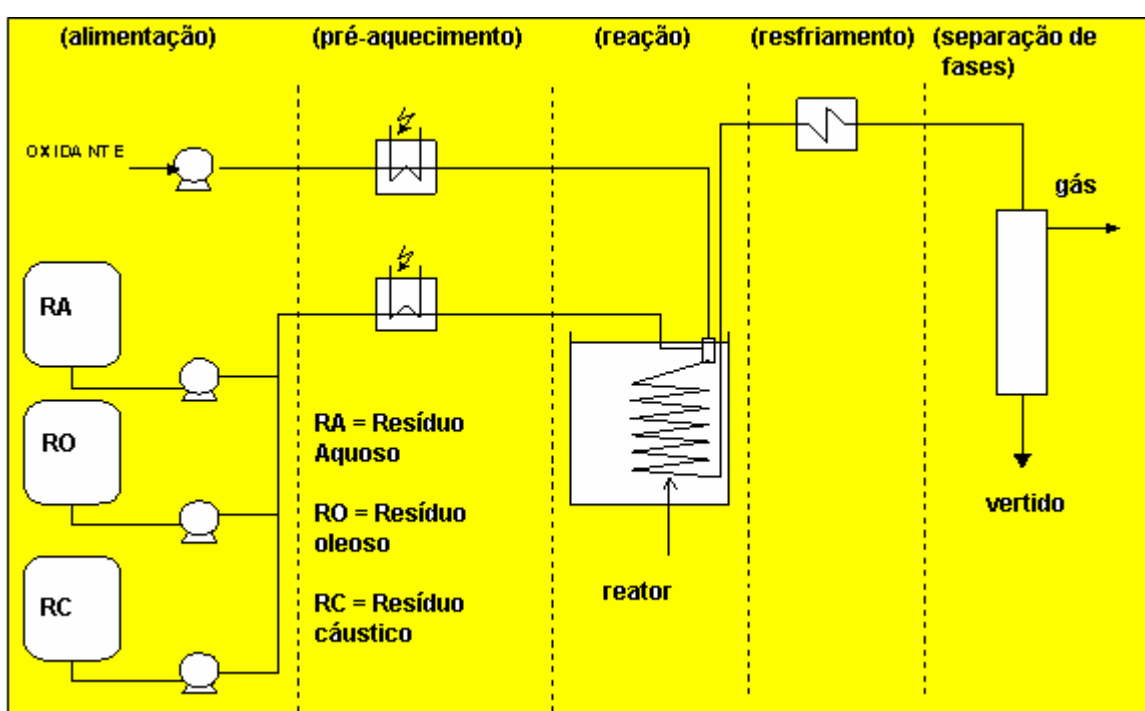 (alimentação)
(pré-aquecimento)
(reação)
(resfriamento)
(separação de
fases)
OXIDANTE
gás
RA
RO
RC
RA = Resíduo
Aquoso
RO = Resíduo
oleoso
RC = Resíduo
cáustico
reator
vertido